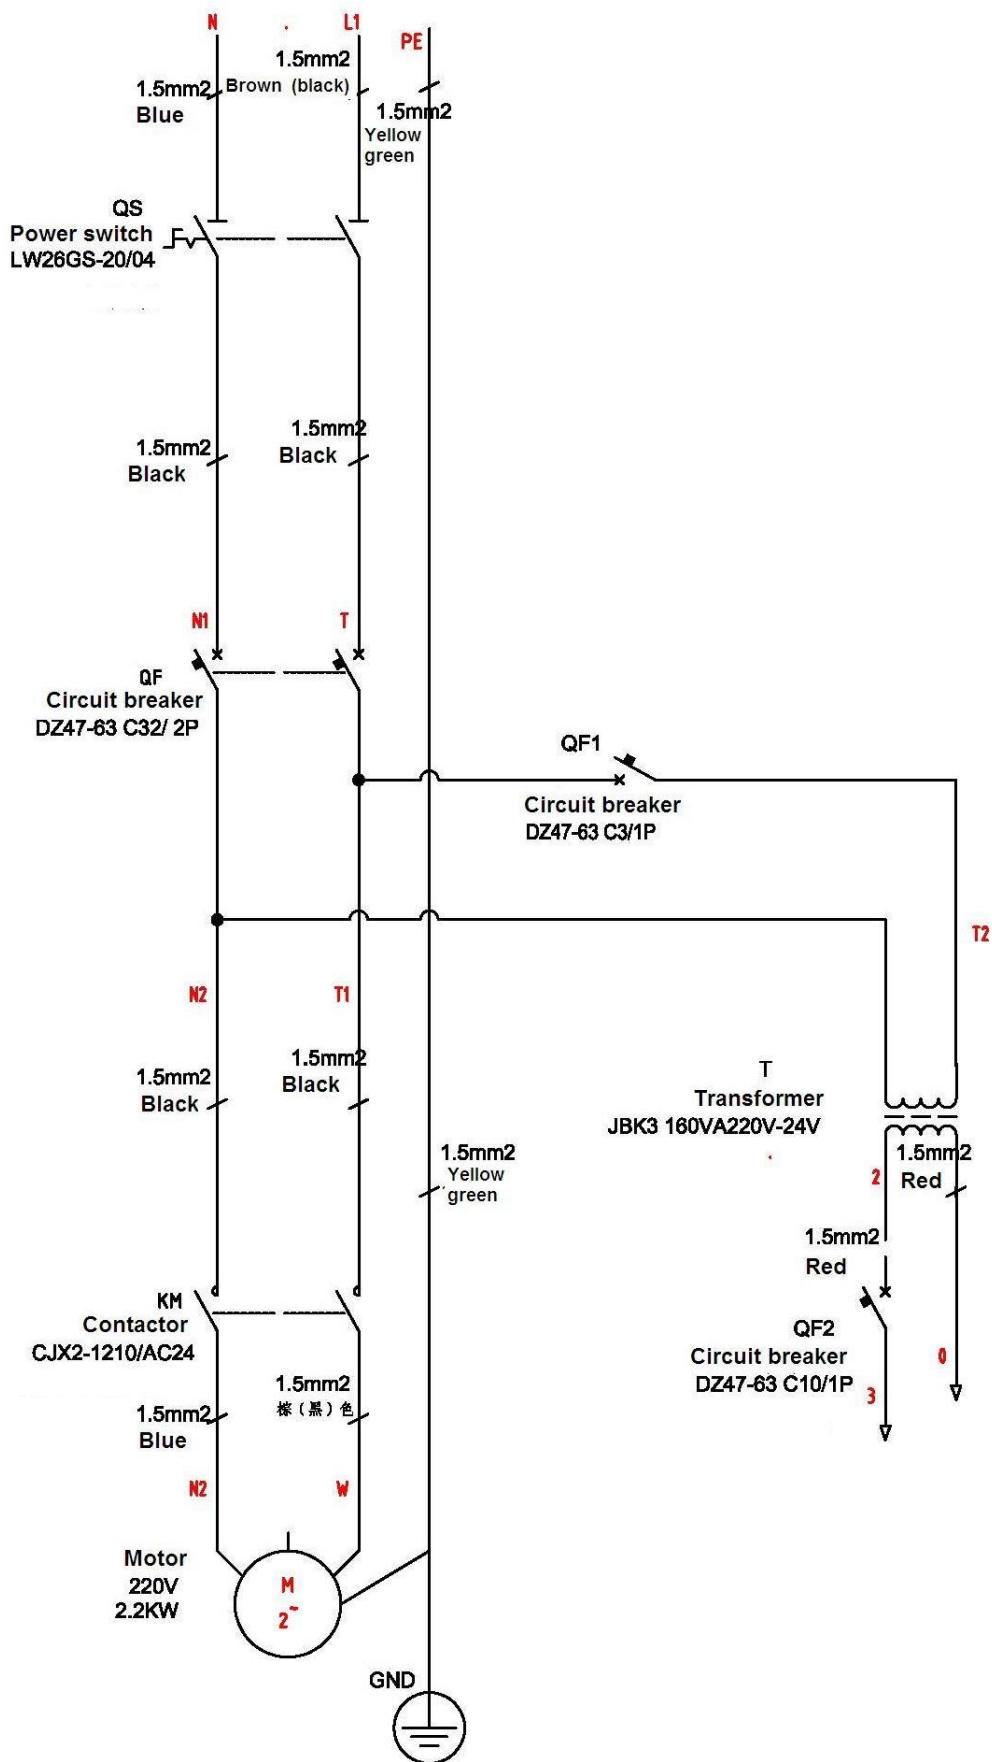 N
L1
PE
1.5mm2
Brown (black)
1.5mm2
Blue
1.5mm2
Yellow
green
QS
Power switch
LW26GS-20/04
1.5mm2
Black
1.5mm2
Black
N1
T
QF
Circuit breaker
DZ47-63 C32/ 2P
QF1
Circuit breaker
DZ47-63 C3/1P
T2
N2
T1
1.5mm2
Black
1.5mm2
Black
T
Transformer
JBK3 160VA220V-24V
1.5mm2
Yellow
green
1.5mm2
Red
2
1.5mm2
Red
KM
Contactor
CJX2-1210/AC24
QF2
Circuit breaker
DZ47-63 C10/1P
0
3
1.5mm2
棕（黑）色
1.5mm2
Blue
N2
W
Motor
220V
2.2KW
M
2~
GND